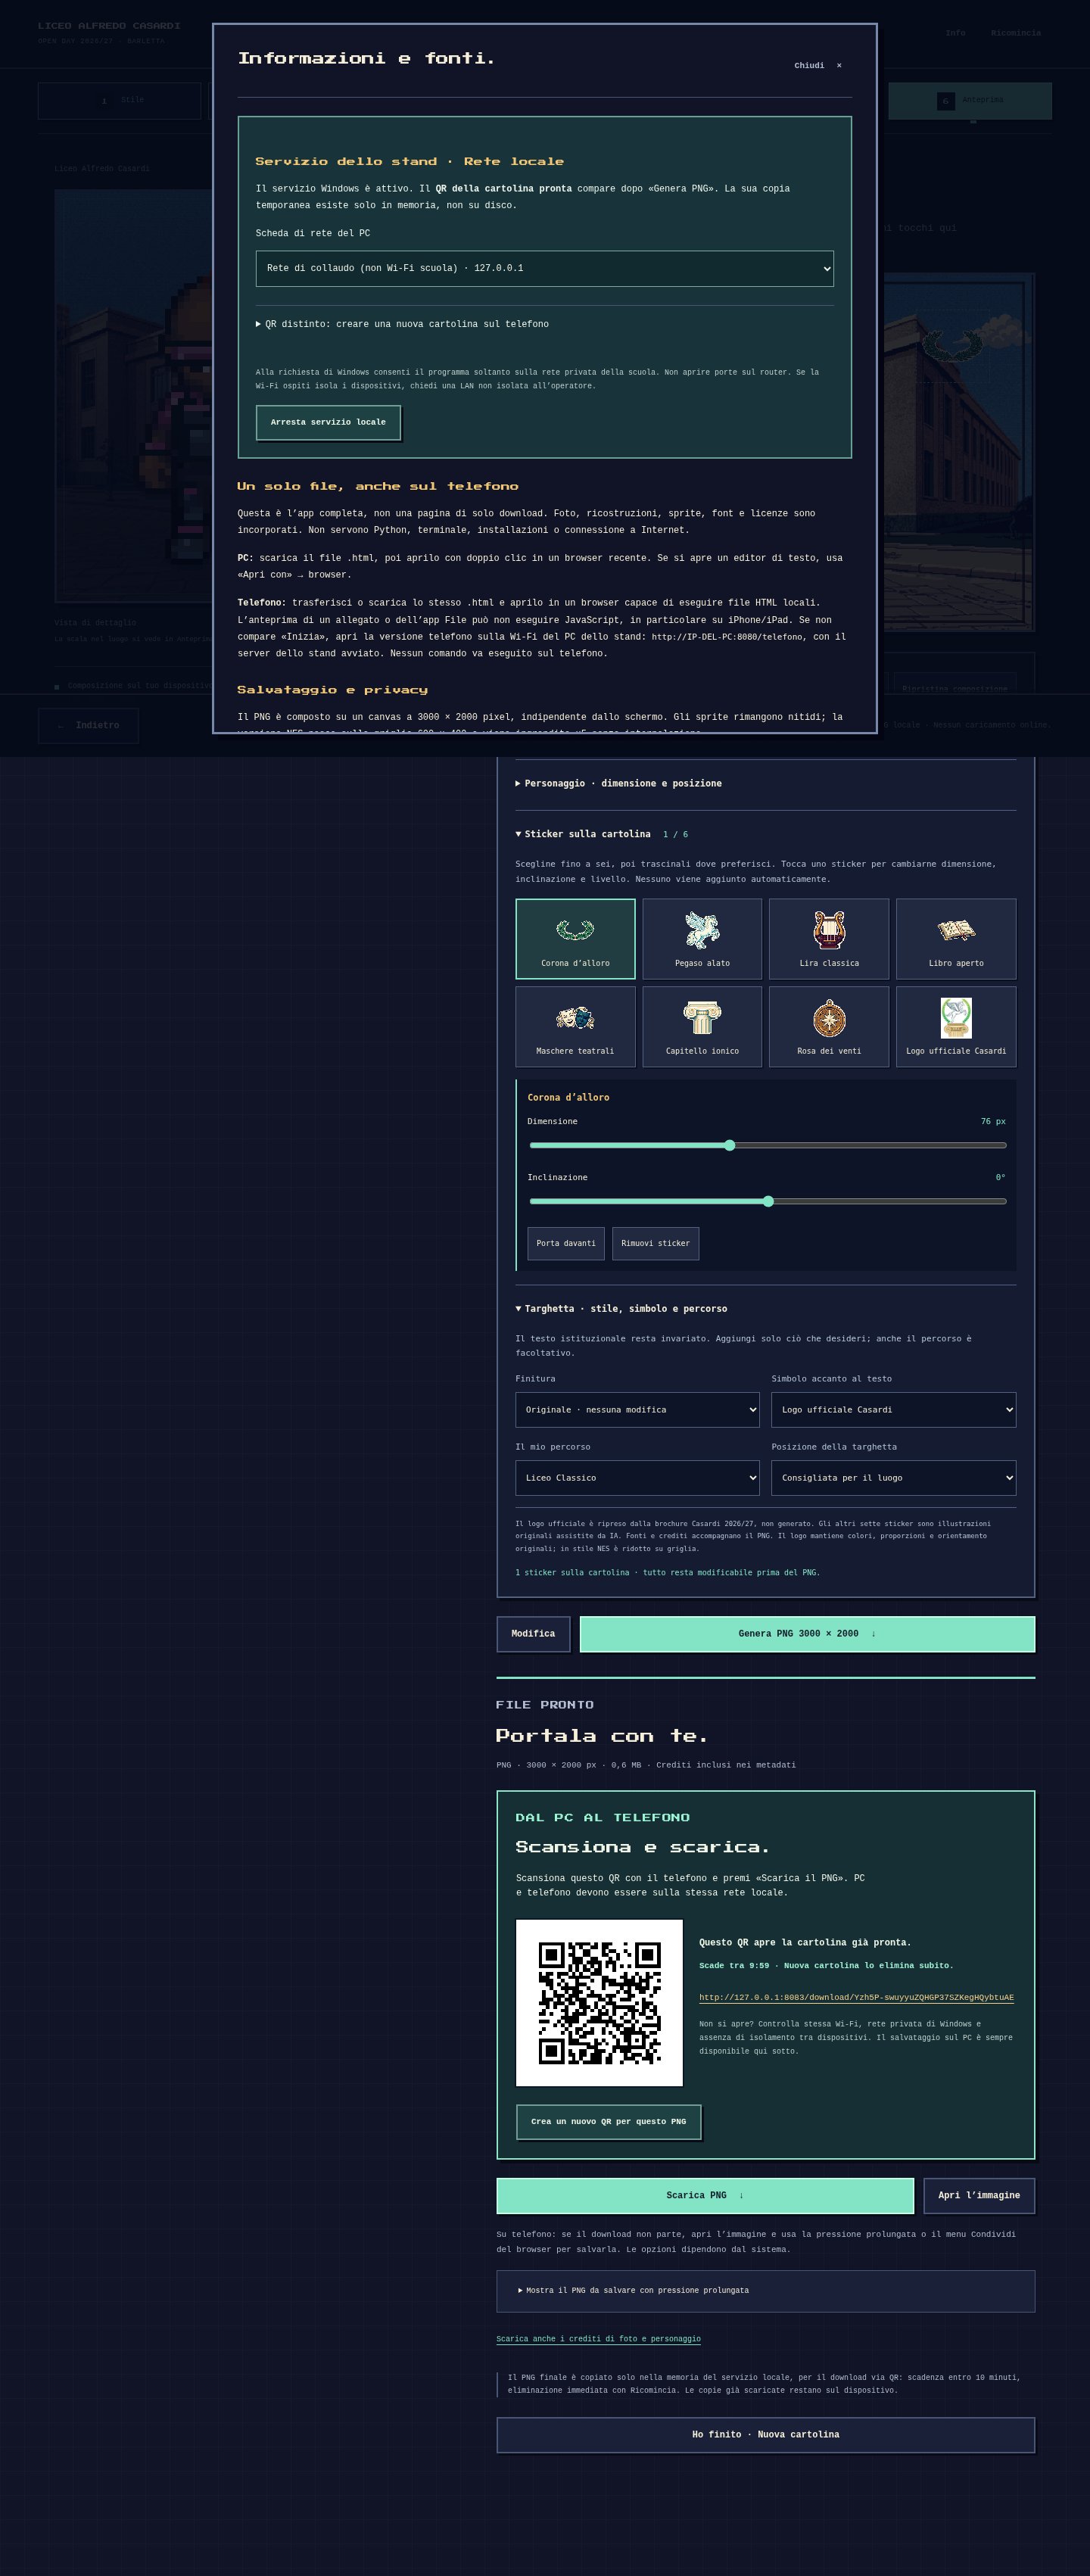 LICEO ALFREDO CASARDI
OPEN DAY 2026/27 · BARLETTA
Info
Ricomincia
1 Stile
6 Anteprima
Liceo Alfredo Casardi
Vista di dettaglio
Indietro
Informazioni e fonti.
Chiudi ×
Servizio dello stand · Rete locale
Il servizio Windows è attivo. Il QR della cartolina pronta compare dopo «Genera PNG». La sua copia
temporanea esiste solo in memoria, non su disco.
Scheda di rete del PC
Rete di collaudo (non Wi-Fi scuola) · 127.0.0.1
QR distinto: creare una nuova cartolina sul telefono
Alla richiesta di Windows consenti il programma soltanto sulla rete privata della scuola. Non aprire porte sul router. Se la
Wi-Fi ospiti isola i dispositivi, chiedi una LAN non isolata all’operatore.
Arresta servizio locale
Un solo file, anche sul telefono
Questa è l’app completa, non una pagina di solo download. Foto, ricostruzioni, sprite, font e licenze sono
incorporati. Non servono Python, terminale, installazioni o connessione a Internet.
PC: scarica il file .html, poi aprilo con doppio clic in un browser recente. Se si apre un editor di testo, usa
«Apri con» → browser.
Telefono: trasferisci o scarica lo stesso .html e aprilo in un browser capace di eseguire file HTML locali.
L’anteprima di un allegato o dell’app File può non eseguire JavaScript, in particolare su iPhone/iPad. Se non
compare «Inizia», apri la versione telefono sulla Wi-Fi del PC dello stand: http://IP-DEL-PC:8080/telefono, con il
server dello stand avviato. Nessun comando va eseguito sul telefono.
Salvataggio e privacy
Il PNG è composto su un canvas a 3000 × 2000 pixel, indipendente dallo schermo. Gli sprite rimangono nitidi; la
Personaggio · dimensione e posizione
Sticker sulla cartolina 1 / 6
Scegline fino a sei, poi trascinali dove preferisci. Tocca uno sticker per cambiarne dimensione,
inclinazione e livello. Nessuno viene aggiunto automaticamente.
Corona d’alloro
Pegaso alato
Lira classica
Libro aperto
Maschere teatrali
Capitello ionico
Rosa dei venti
Logo ufficiale Casardi
Corona d’alloro
Dimensione 76 px
Inclinazione 0°
Porta davanti
Rimuovi sticker
Targhetta · stile, simbolo e percorso
Il testo istituzionale resta invariato. Aggiungi solo ciò che desideri; anche il percorso è
facoltativo.
Finitura
Simbolo accanto al testo
Originale · nessuna modifica
Logo ufficiale Casardi
Il mio percorso
Posizione della targhetta
Liceo Classico
Consigliata per il luogo
Il logo ufficiale è ripreso dalla brochure Casardi 2026/27, non generato. Gli altri sette sticker sono illustrazioni
originali assistite da IA. Fonti e crediti accompagnano il PNG. Il logo mantiene colori, proporzioni e orientamento
originali; in stile NES è ridotto su griglia.
1 sticker sulla cartolina · tutto resta modificabile prima del PNG.
Modifica
Genera PNG 3000 × 2000 ↓
FILE PRONTO
Portala con te.
PNG · 3000 × 2000 px · 0,6 MB · Crediti inclusi nei metadati
DAL PC AL TELEFONO
Scansiona e scarica.
Scansiona questo QR con il telefono e premi «Scarica il PNG». PC
e telefono devono essere sulla stessa rete locale.
Questo QR apre la cartolina già pronta.
Scade tra 9:59 · Nuova cartolina lo elimina subito.
http://127.0.0.1:8083/download/Yzh5P-swuyyuZQHGP37SZKegHQybtuAE
Non si apre? Controlla stessa Wi-Fi, rete privata di Windows e
assenza di isolamento tra dispositivi. Il salvataggio sul PC è sempre
disponibile qui sotto.
Crea un nuovo QR per questo PNG
Scarica PNG ↓
Apri l’immagine
Su telefono: se il download non parte, apri l’immagine e usa la pressione prolungata o il menu Condividi
del browser per salvarla. Le opzioni dipendono dal sistema.
Mostra il PNG da salvare con pressione prolungata
Scarica anche i crediti di foto e personaggio
Il PNG finale è copiato solo nella memoria del servizio locale, per il download via QR: scadenza entro 10 minuti,
eliminazione immediata con Ricomincia. Le copie già scaricate restano sul dispositivo.
Ho finito · Nuova cartolina